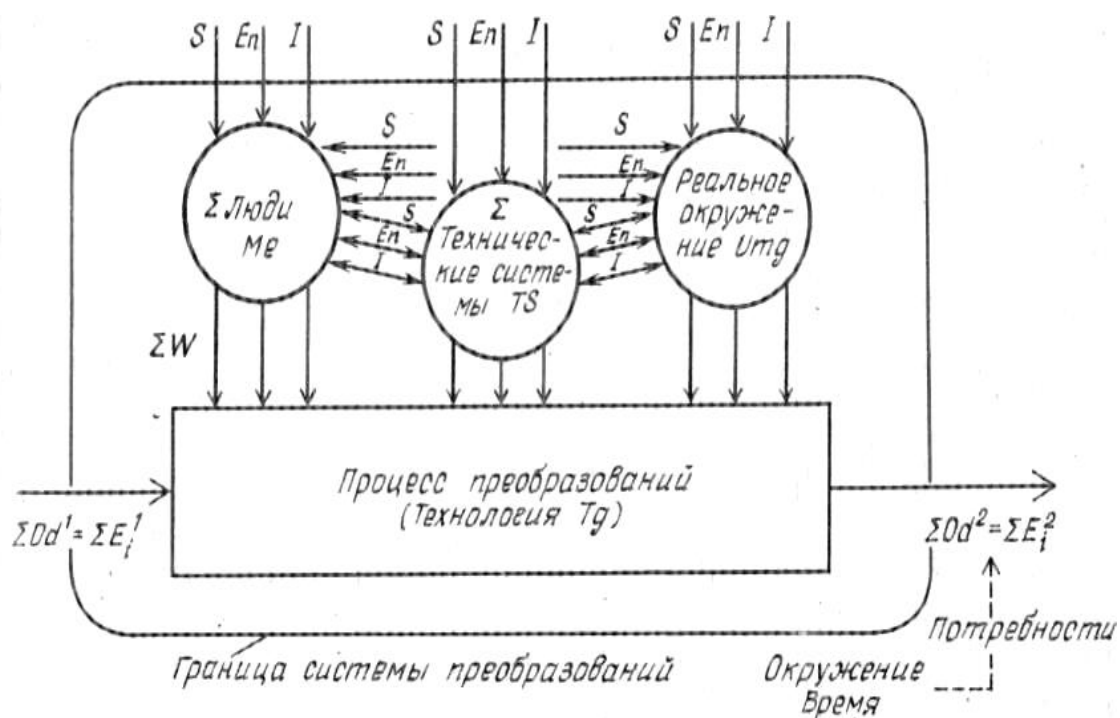 S En I S En I S En I
S S
En En
I I
Σ Люди
Me
S
En
I
Σ
Техничес-
кие систе-
мы TS
S
En
I
Реальное
окруже-
ние Umg
ΣW
Процесс преобразований
(Технология Tg)
ΣOd¹=ΣE¹ᵢ
ΣOd²=ΣE²ᵢ
Потребности
Граница системы преобразований
Окружение
Время